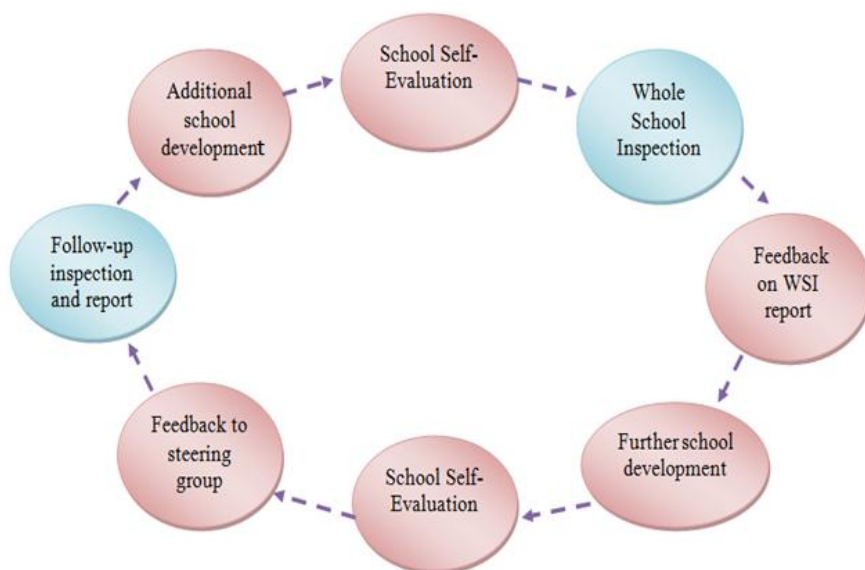 School Self-
Evaluation
Whole
School
Inspection
Feedback
on WSI
report
Further school
development
School Self-
Evaluation
Feedback to
steering
group
Follow-up
inspection
and report
Additional
school
development